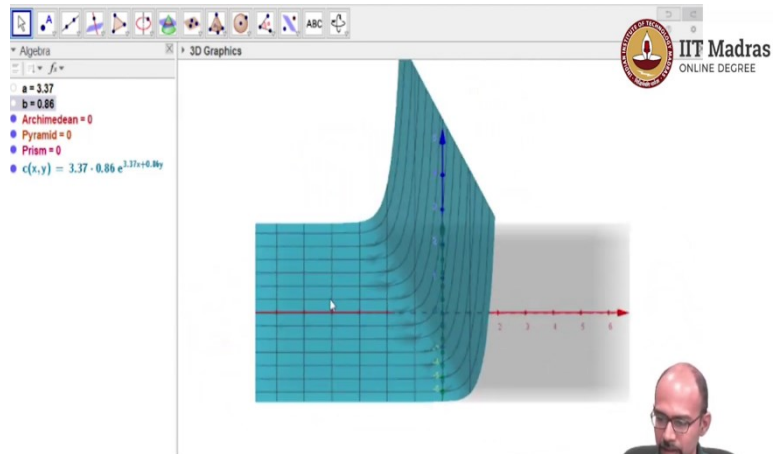 ABC
Algebra
3D Graphics
a = 3.37
b = 0.86
Archimedean = 0
Pyramid = 0
Prism = 0
c(x,y) = 3.37 · 0.86 e^3.37x+0.86y
IIT Madras
ONLINE DEGREE
2 3 4 5 6